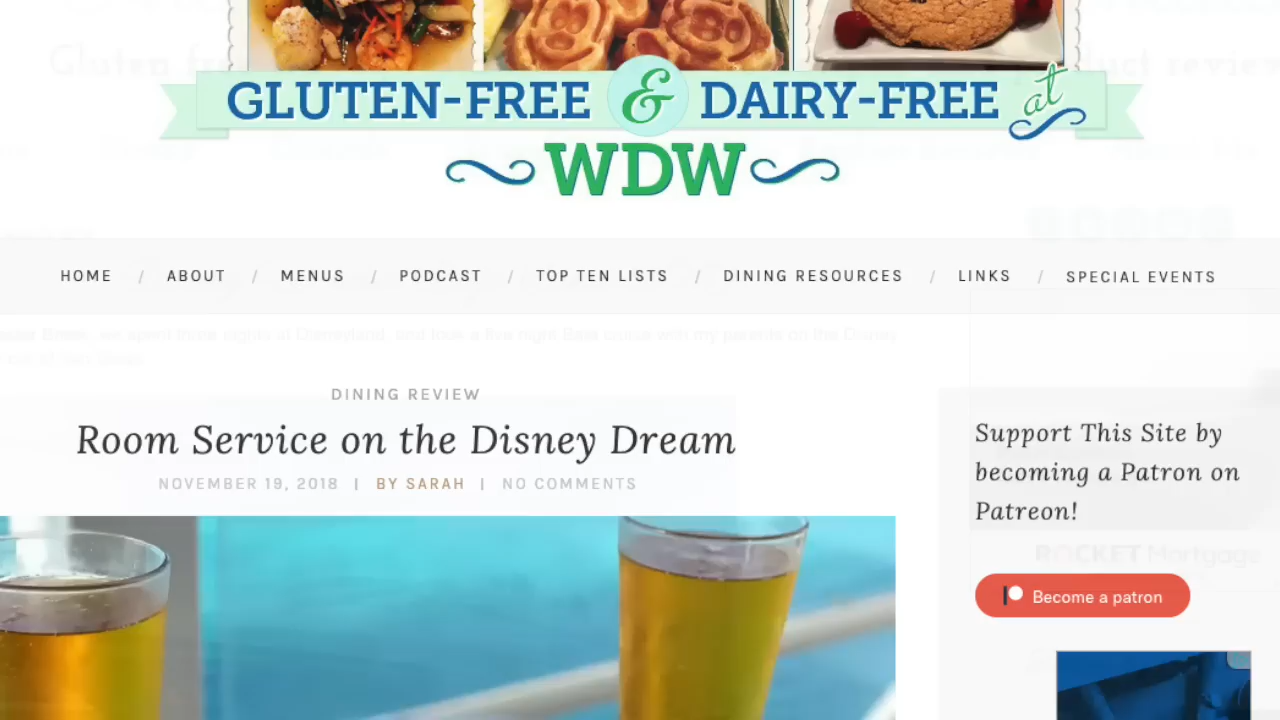 GLUTEN-FREE & DAIRY-FREE at
WDW
HOME / ABOUT / MENUS / PODCAST / TOP TEN LISTS / DINING RESOURCES / LINKS / SPECIAL EVENTS
DINING REVIEW
Room Service on the Disney Dream
NOVEMBER 19, 2018 | BY SARAH | NO COMMENTS
Support This Site by
becoming a Patron on
Patreon!
ROCKET Mortgage
Become a patron